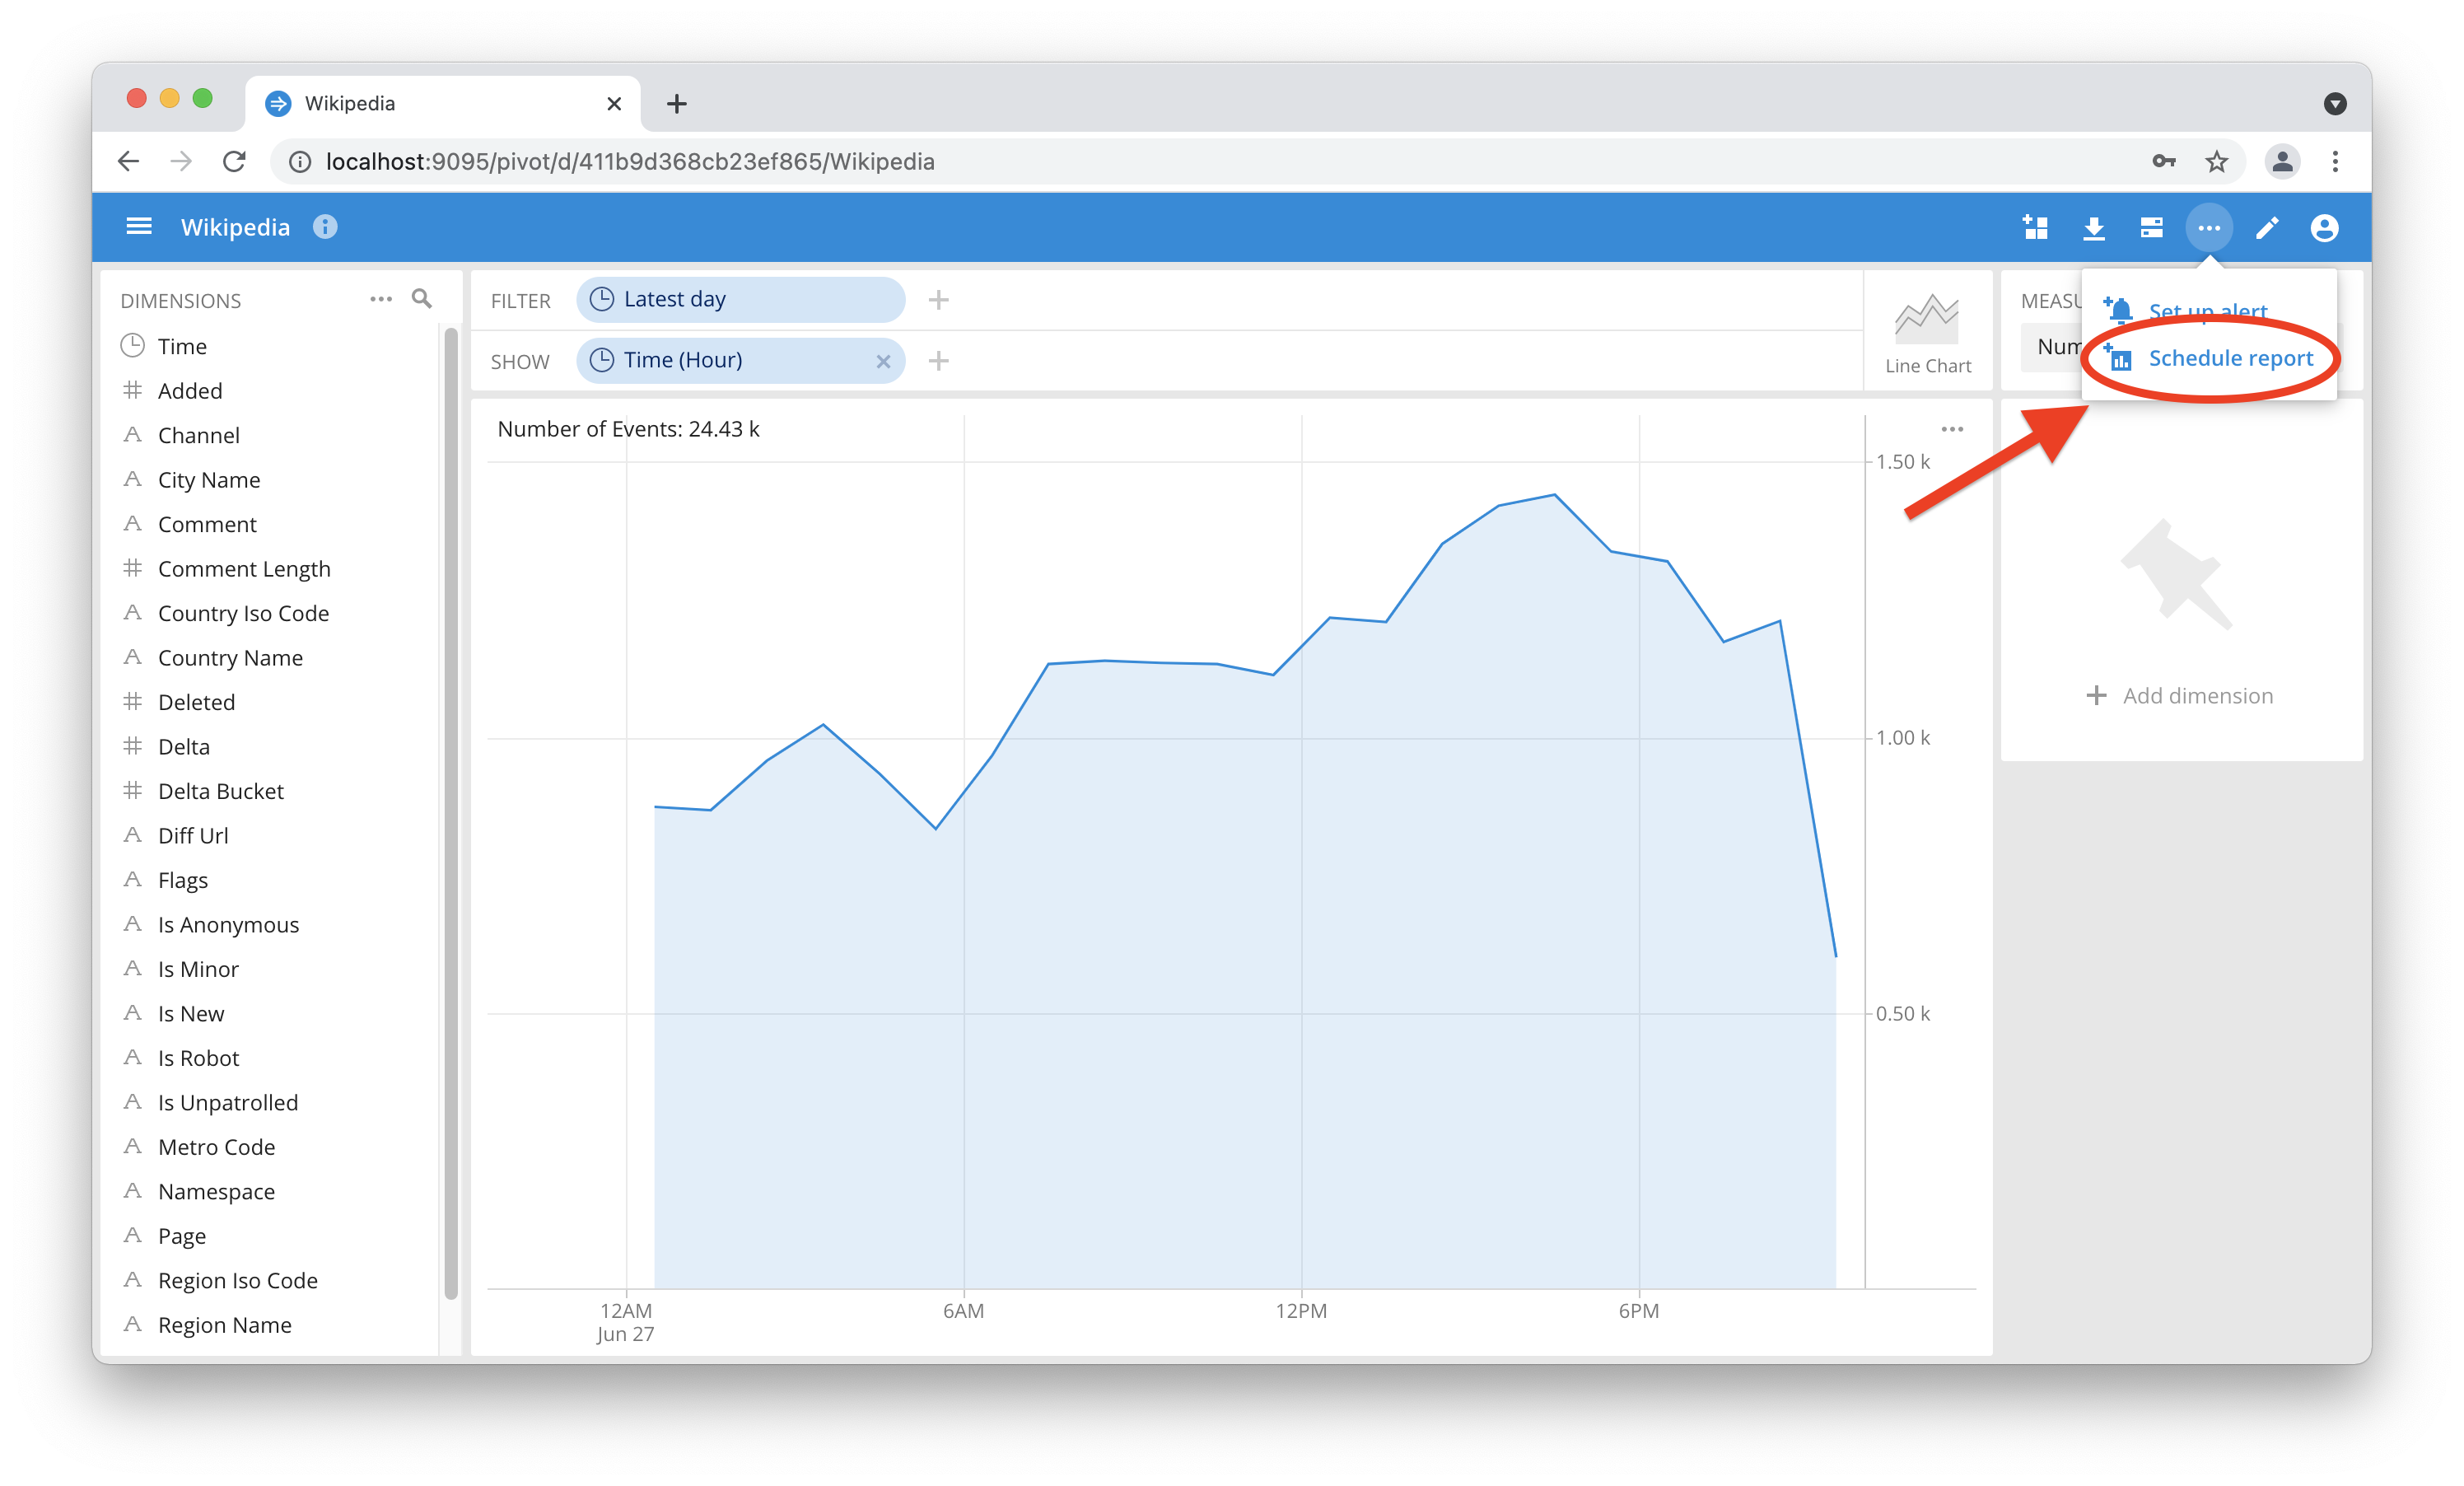 Wikipedia
localhost:9095/pivot/d/411b9d368cb23ef865/Wikipedia
Wikipedia
DIMENSIONS
Time
Added
Channel
City Name
Comment
Comment Length
Country Iso Code
Country Name
Deleted
Delta
Delta Bucket
Diff Url
Flags
Is Anonymous
Is Minor
Is New
Is Robot
Is Unpatrolled
Metro Code
Namespace
Page
Region Iso Code
Region Name
FILTER
Latest day
SHOW
Time (Hour)
Line Chart
MEASU
Num
Set up alert
Schedule report
Number of Events: 24.43 k
1.50 k
1.00 k
0.50 k
12AM
Jun 27
6AM
12PM
6PM
Add dimension